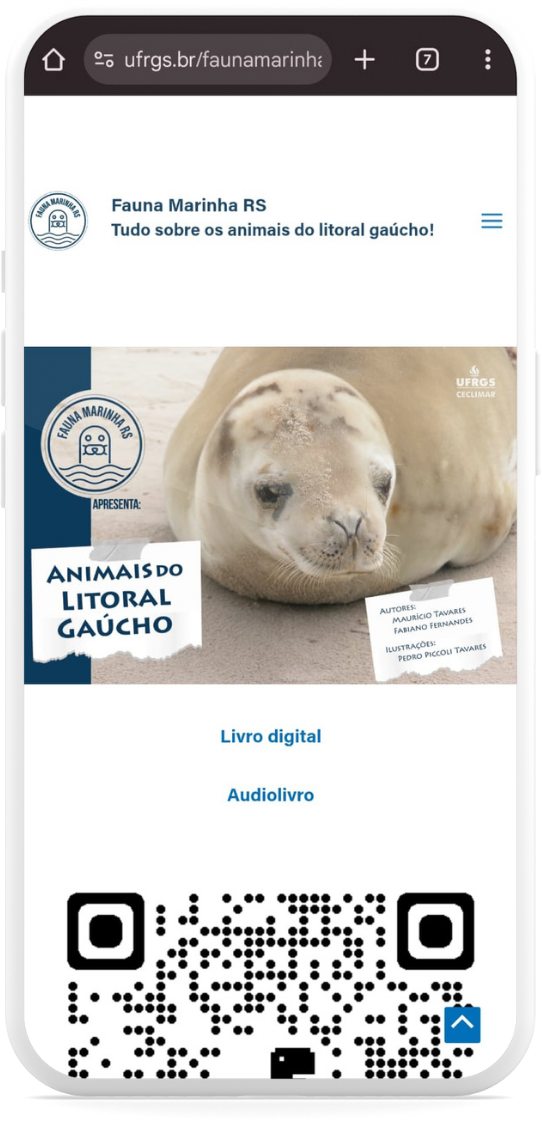 7
ufrgs.br/faunamarinha
FAUNA MARINHA RS
Fauna Marinha RS
Tudo sobre os animais do litoral gaúcho!
UFRGS
CECLIMAR
FAUNA MARINHA RS
APRESENTA:
ANIMAIS DO
LITORAL
GAÚCHO
AUTORES:
MAURÍCIO TAVARES
FABIANO FERNANDES
ILUSTRAÇÕES:
PEDRO PICCOLI TAVARES
Livro digital
Audiolivro